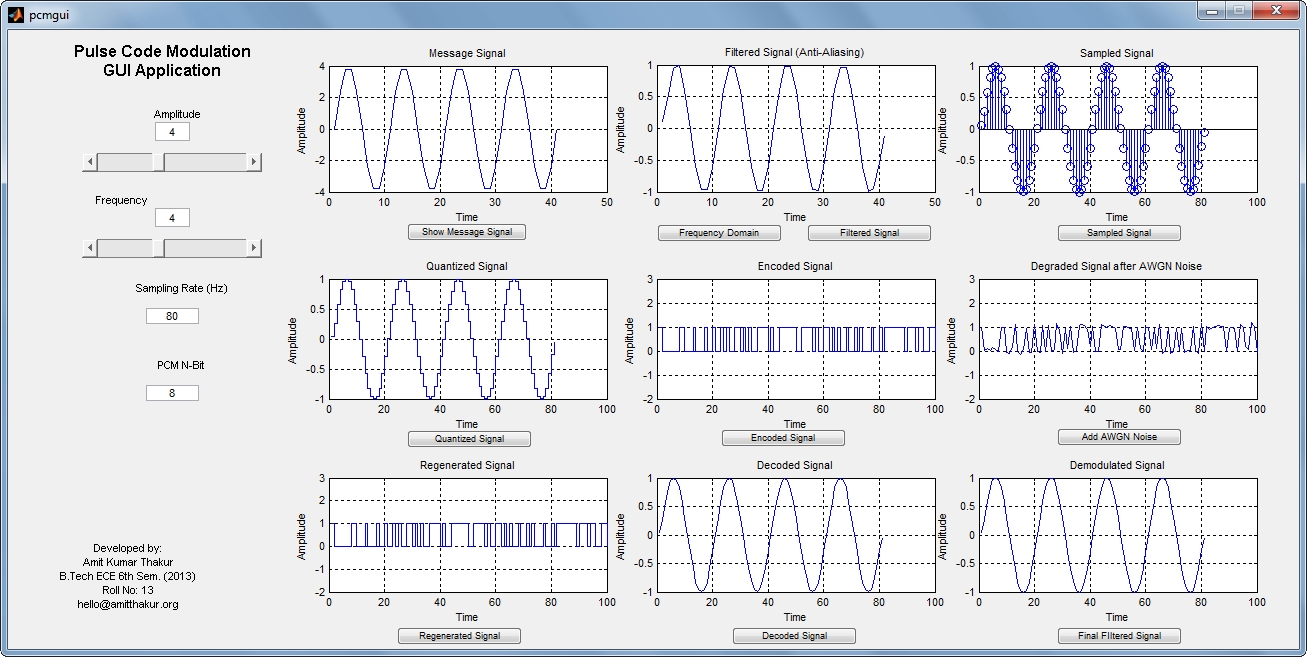 pcmgui
Pulse Code Modulation
GUI Application
Amplitude
4
Frequency
4
Sampling Rate (Hz)
80
PCM N-Bit
8
Developed by:
Amit Kumar Thakur
B.Tech ECE 6th Sem. (2013)
Roll No: 13
hello@amitthakur.org
Message Signal
Amplitude
4
2
0
-2
-4
0 10 20 30 40 50
Time
Show Message Signal
Filtered Signal (Anti-Aliasing)
Amplitude
1
0.5
0
-0.5
-1
0 10 20 30 40 50
Time
Frequency Domain
Filtered Signal
Sampled Signal
Amplitude
1
0.5
0
-0.5
-1
0 20 40 60 80 100
Time
Sampled Signal
Quantized Signal
Amplitude
1
0.5
0
-0.5
-1
0 20 40 60 80 100
Time
Quantized Signal
Encoded Signal
Amplitude
3
2
1
0
-1
-2
0 20 40 60 80 100
Time
Encoded Signal
Degraded Signal after AWGN Noise
Amplitude
3
2
1
0
-1
-2
0 20 40 60 80 100
Time
Add AWGN Noise
Regenerated Signal
Amplitude
3
2
1
0
-1
-2
0 20 40 60 80 100
Time
Regenerated Signal
Decoded Signal
Amplitude
1
0.5
0
-0.5
-1
0 20 40 60 80 100
Time
Decoded Signal
Demodulated Signal
Amplitude
1
0.5
0
-0.5
-1
0 20 40 60 80 100
Time
Final FIltered Signal